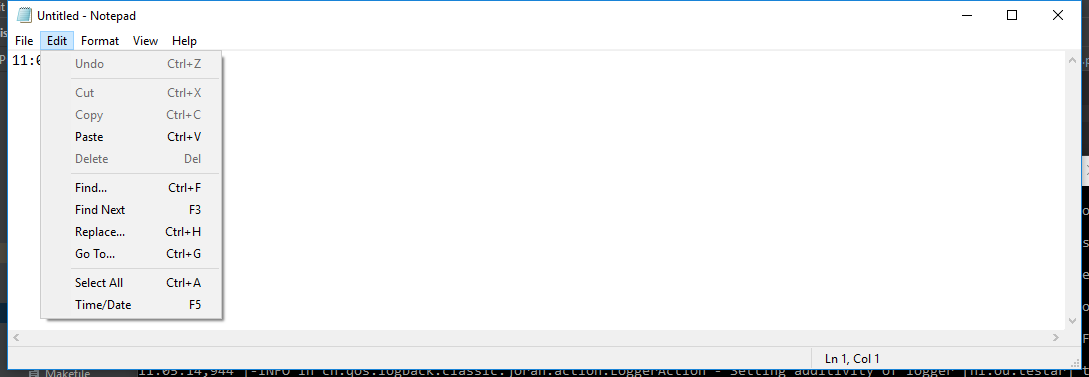 Untitled - Notepad
File Edit Format View Help
11:0
Undo Ctrl+Z
Cut Ctrl+X
Copy Ctrl+C
Paste Ctrl+V
Delete Del
Find... Ctrl+F
Find Next F3
Replace... Ctrl+H
Go To... Ctrl+G
Select All Ctrl+A
Time/Date F5
Ln 1, Col 1
Makefile
11:05:14,944 |-INFO in ch.qos.logback.classic.joran.action.LoggerAction - Setting additivity of logger [nl.ou.testar]